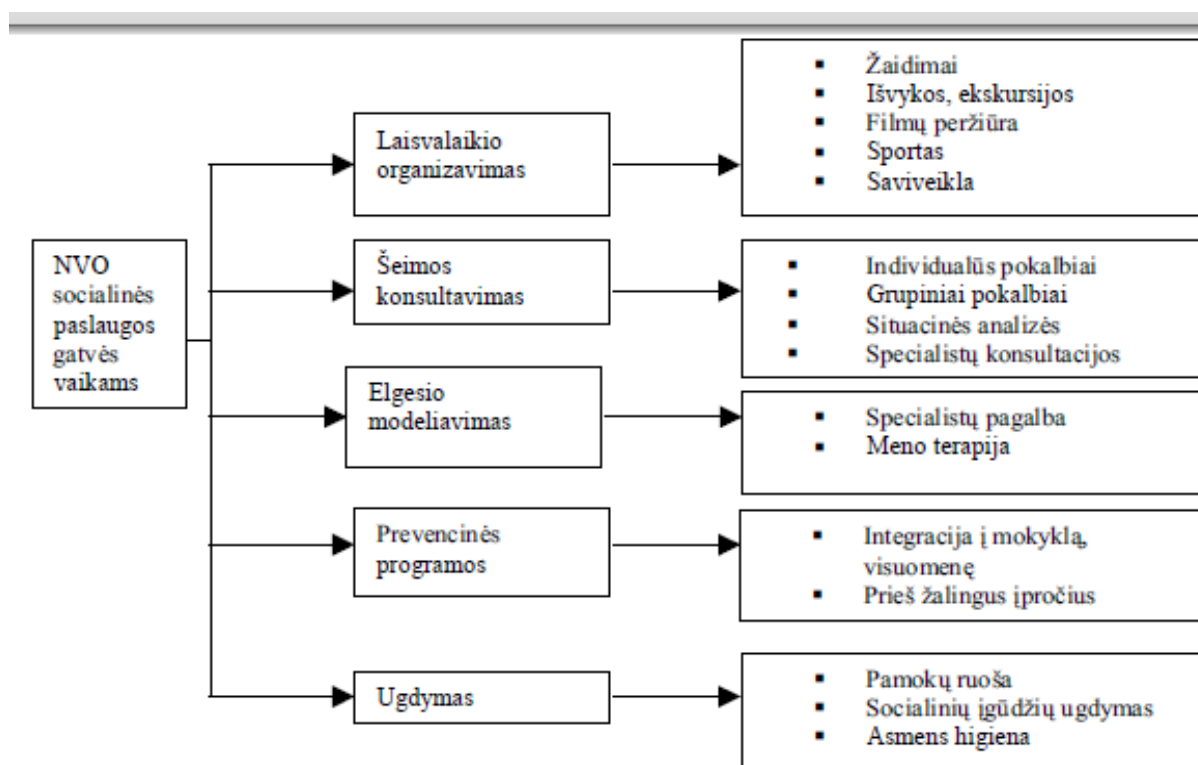 NVO
socialinės
paslaugos
gatvės
vaikams
Laisvalaikio
organizavimas
▪ Žaidimai
▪ Išvykos, ekskursijos
▪ Filmų peržiūra
▪ Sportas
▪ Saviveikla
Šeimos
konsultavimas
▪ Individualūs pokalbiai
▪ Grupiniai pokalbiai
▪ Situacinės analizės
▪ Specialistų konsultacijos
Elgesio
modeliavimas
▪ Specialistų pagalba
▪ Meno terapija
Prevencinės
programos
▪ Integracija į mokyklą,
visuomenę
▪ Prieš žalingus įpročius
Ugdymas
▪ Pamokų ruoša
▪ Socialinių įgūdžių ugdymas
▪ Asmens higiena